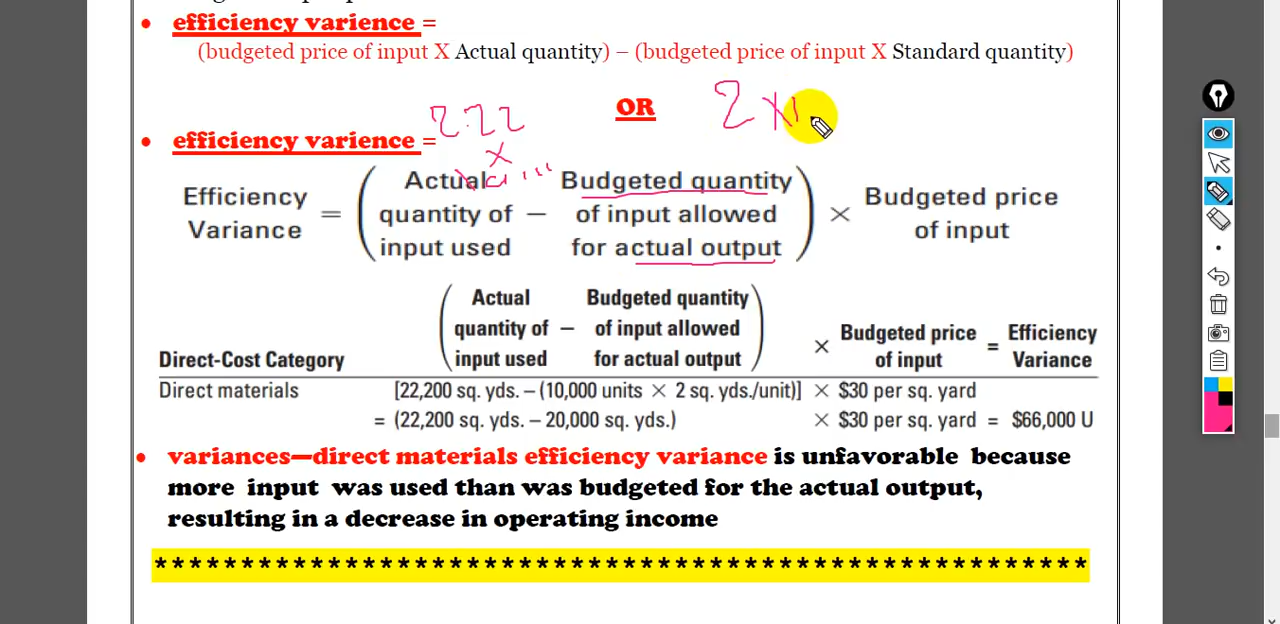 • efficiency varience =
(budgeted price of input X Actual quantity) – (budgeted price of input X Standard quantity)
OR 2 x
2.22
• efficiency varience =
x
Efficiency Variance = (Actual quantity of input used – Budgeted quantity of input allowed for actual output) × Budgeted price of input
Direct-Cost Category (Actual quantity of input used – Budgeted quantity of input allowed for actual output) × Budgeted price of input = Efficiency Variance
Direct materials [22,200 sq. yds. – (10,000 units × 2 sq. yds./unit)] × $30 per sq. yard
= (22,200 sq. yds. – 20,000 sq. yds.) × $30 per sq. yard = $66,000 U
• variances—direct materials efficiency variance is unfavorable because
more input was used than was budgeted for the actual output,
resulting in a decrease in operating income
***********************************************************